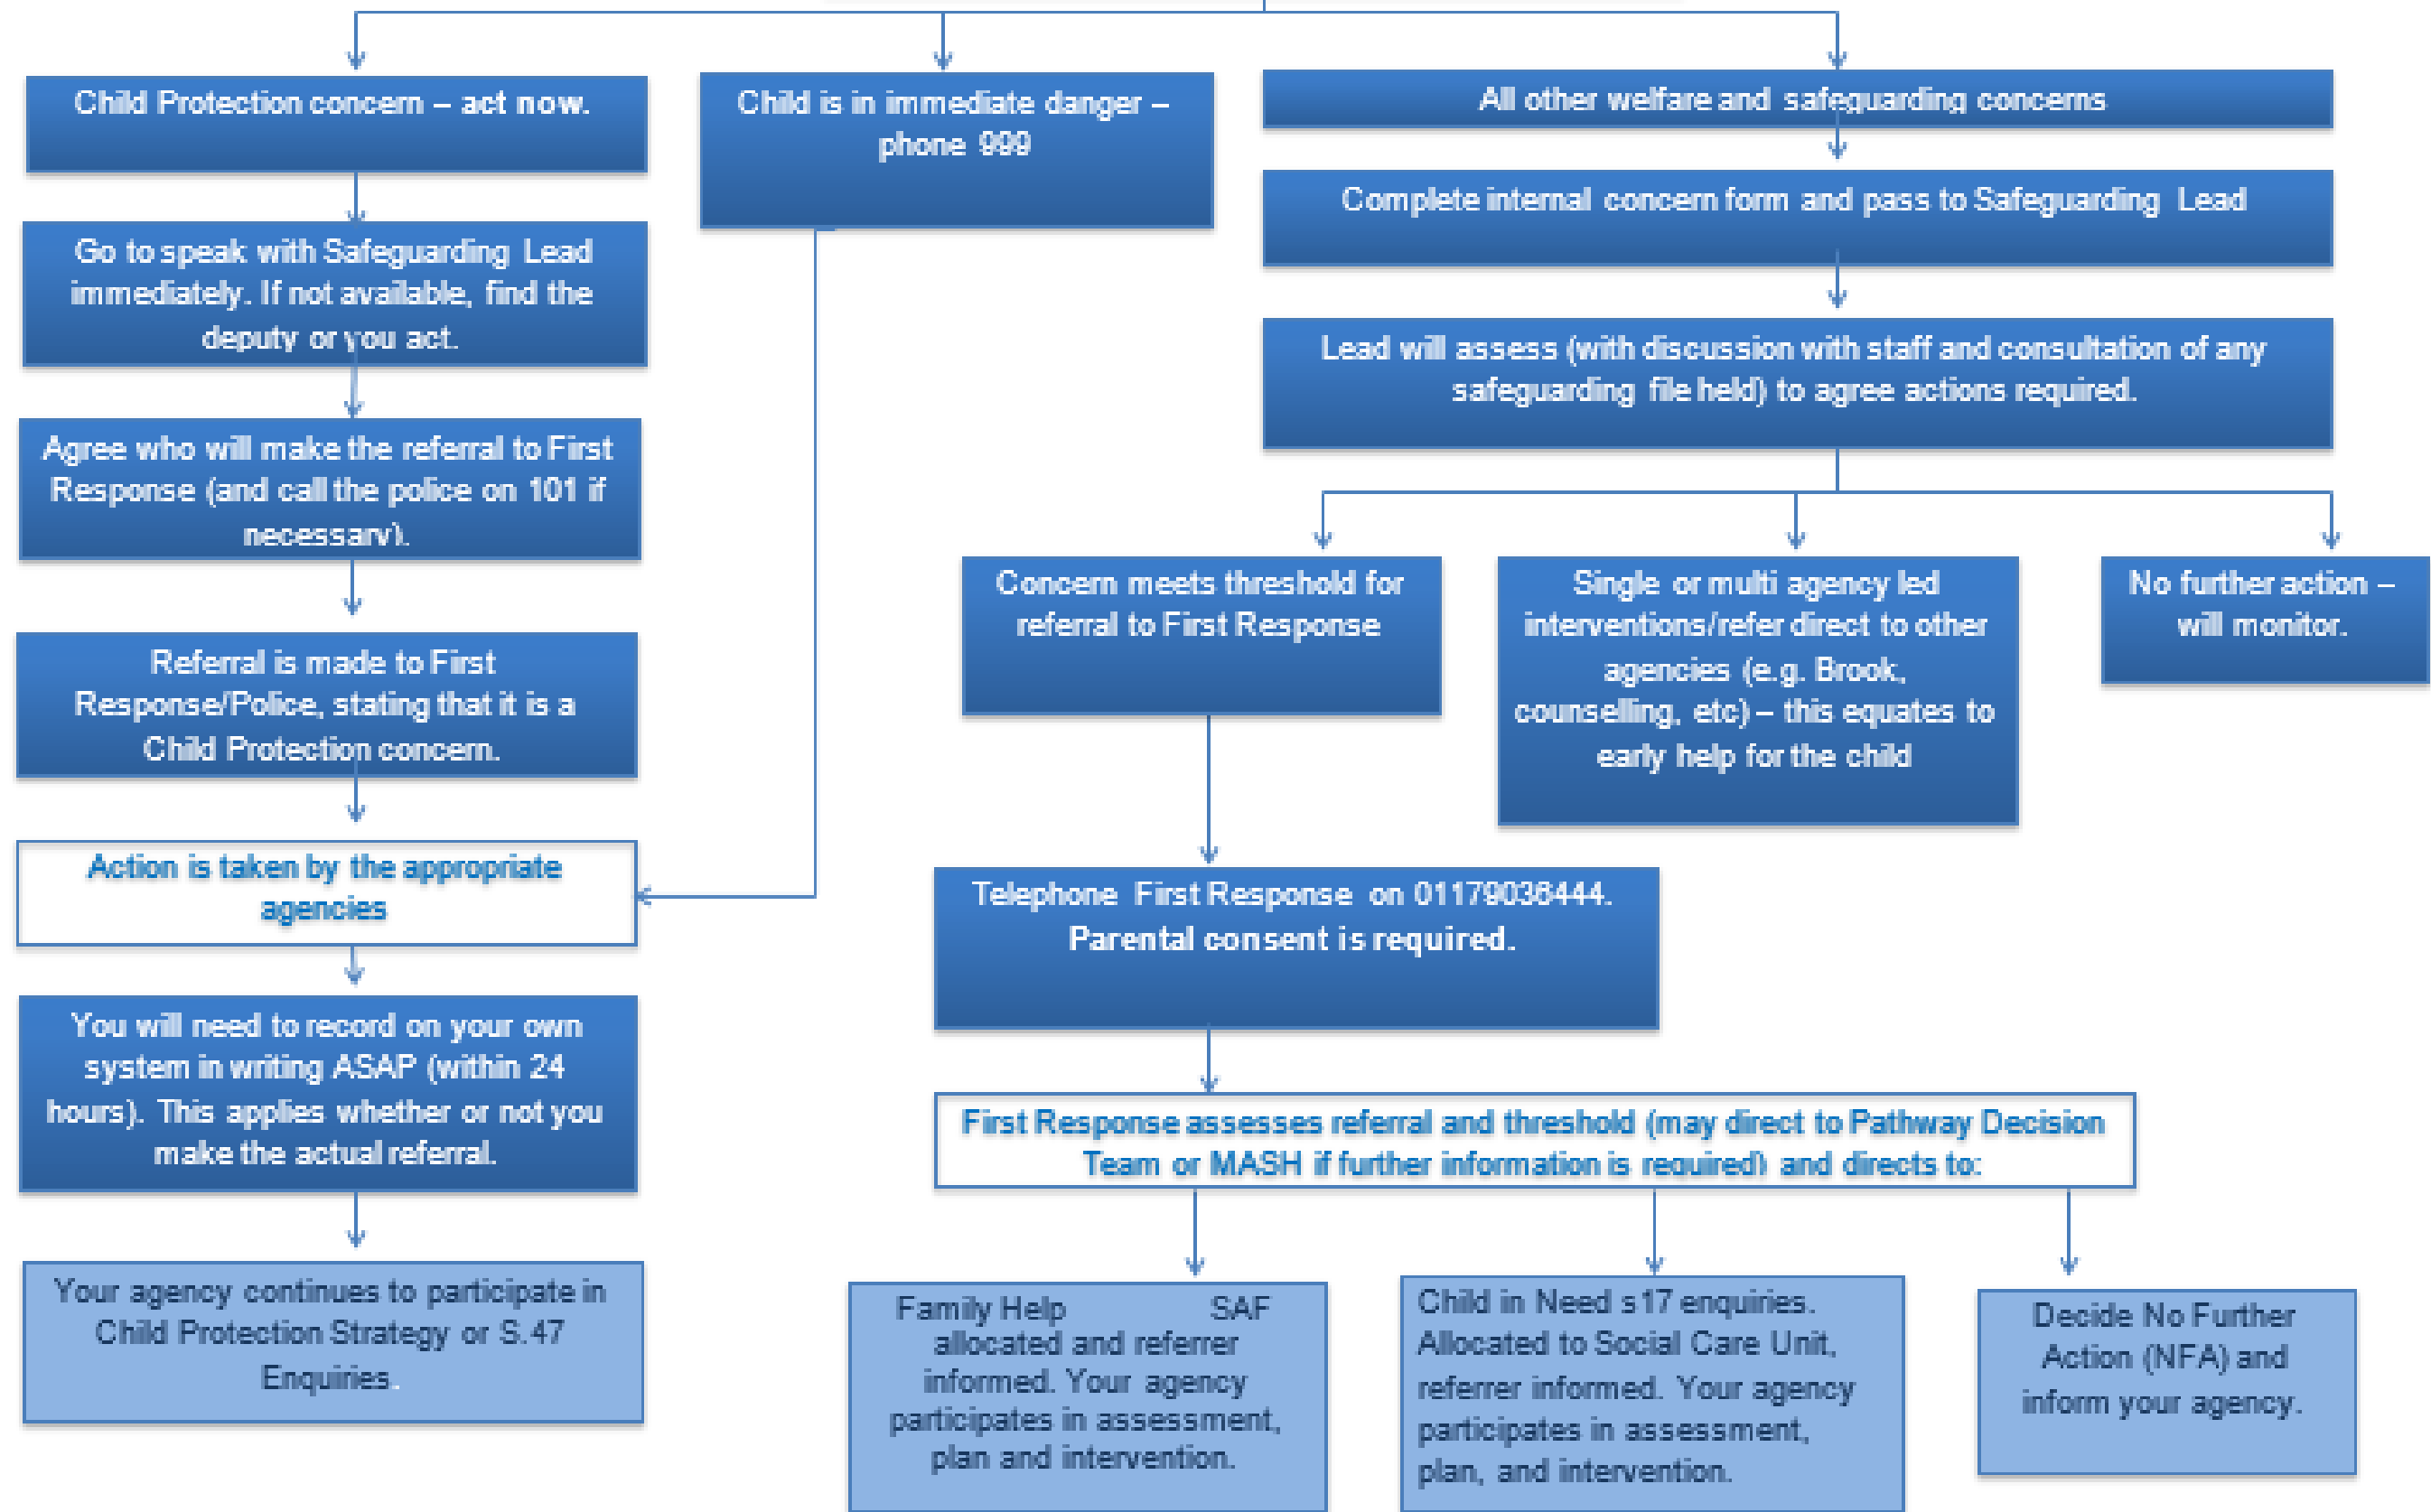 Child Protection concern – act now.
Child is in immediate danger –
phone 999
All other welfare and safeguarding concerns
Complete internal concern form and pass to Safeguarding Lead
Go to speak with Safeguarding Lead
immediately. If not available, find the
deputy or you act.
Lead will assess (with discussion with staff and consultation of any
safeguarding file held) to agree actions required.
Agree who will make the referral to First
Response (and call the police on 101 if
necessary).
Concern meets threshold for
referral to First Response
Single or multi agency led
interventions/refer direct to other
agencies (e.g. Brook,
counselling, etc) – this equates to
early help for the child
No further action –
will monitor.
Referral is made to First
Response/Police, stating that it is a
Child Protection concern.
Action is taken by the appropriate
agencies
Telephone First Response on 01179036444.
Parental consent is required.
You will need to record on your own
system in writing ASAP (within 24
hours). This applies whether or not you
make the actual referral.
First Response assesses referral and threshold (may direct to Pathway Decision
Team or MASH if further information is required) and directs to:
Your agency continues to participate in
Child Protection Strategy or S.47
Enquiries.
Family Help SAF
allocated and referrer
informed. Your agency
participates in assessment,
plan and intervention.
Child in Need s17 enquiries.
Allocated to Social Care Unit,
referrer informed. Your agency
participates in assessment,
plan, and intervention.
Decide No Further
Action (NFA) and
inform your agency.